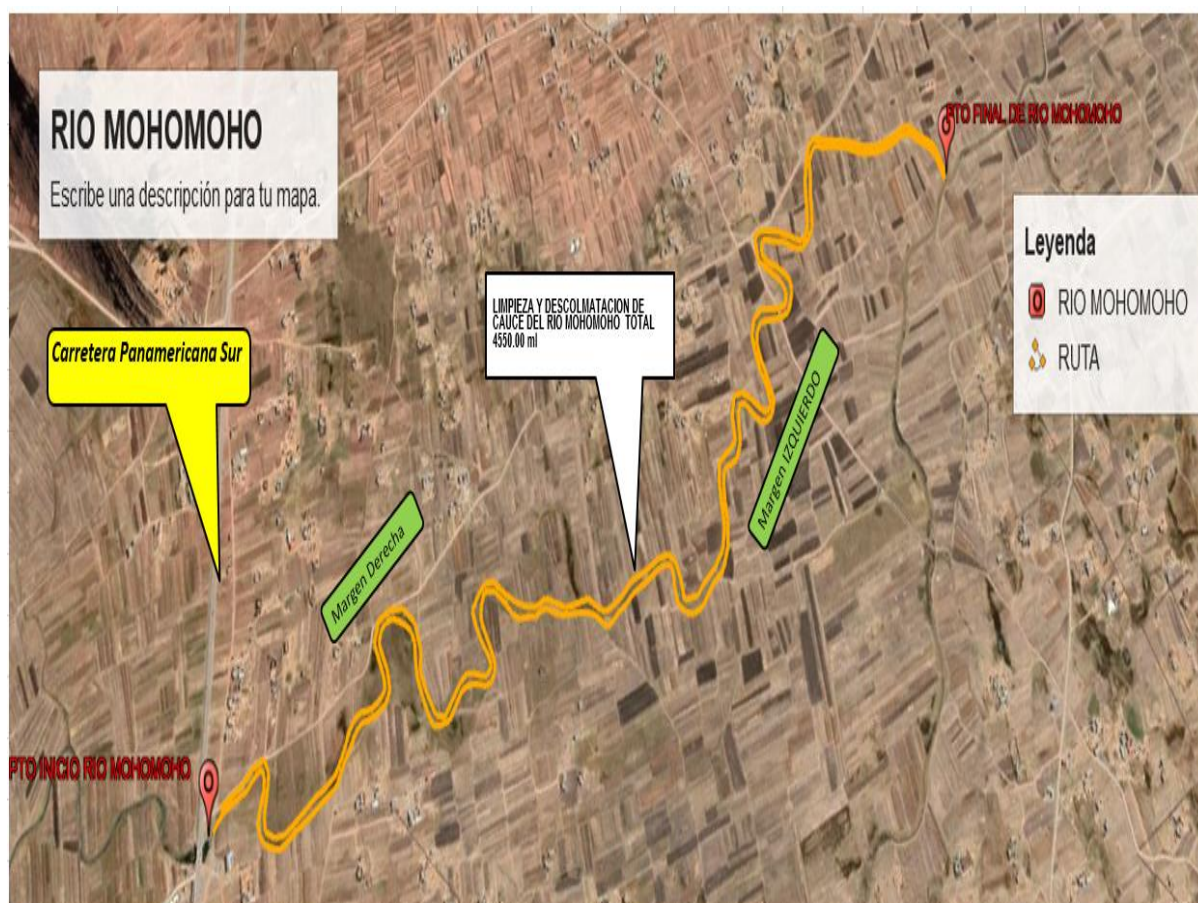 RIO MOHOMOHO
Escribe una descripción para tu mapa.
PTO FINAL DE RIO MOHOMOHO
Leyenda
RIO MOHOMOHO
RUTA
LIMPIEZA Y DESCOLMATACION DE
CAUCE DEL RIO MOHOMOHO TOTAL
4550.00 ml
Carretera Panamericana Sur
Margen IZQUIERDO
Margen Derecha
PTO INICIO RIO MOHOMOHO